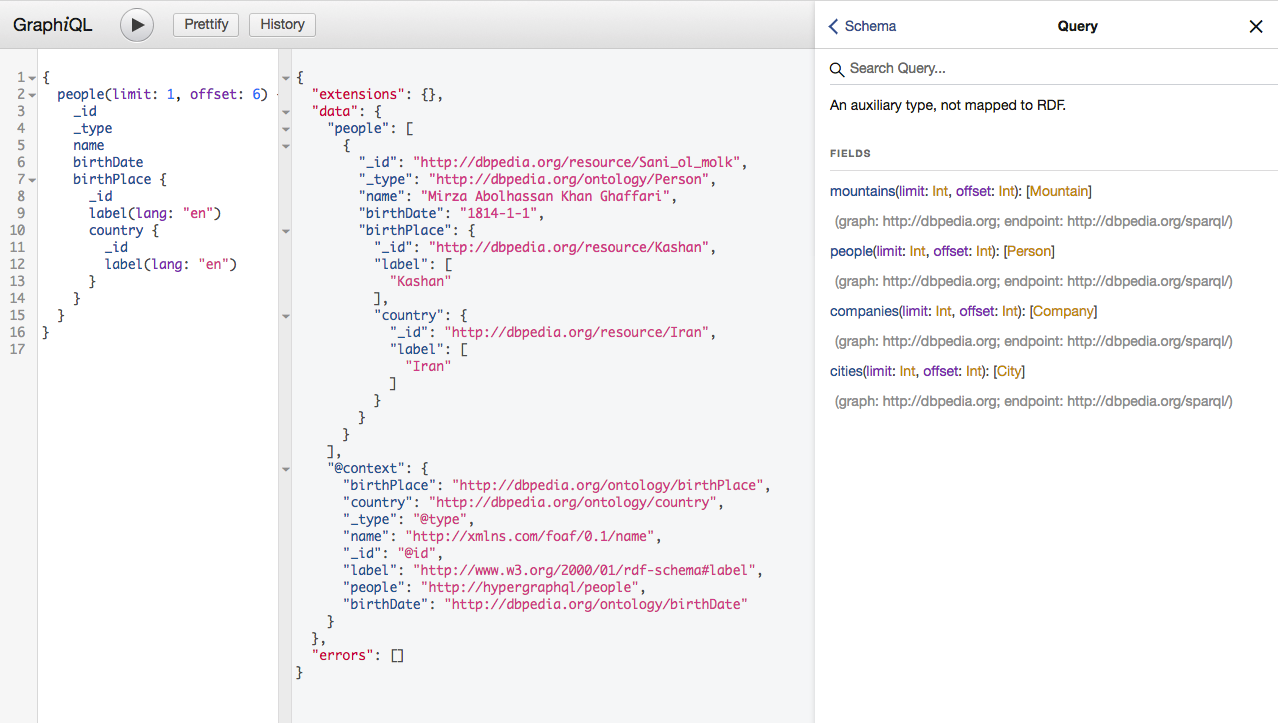 GraphiQL
Prettify
History
1 {
2   people(limit: 1, offset: 6)
3     _id
4     _type
5     name
6     birthDate
7     birthPlace {
8       _id
9       label(lang: "en")
10       country {
11         _id
12         label(lang: "en")
13       }
14     }
15   }
16 }
17
{
  "extensions": {},
  "data": {
    "people": [
      {
        "_id": "http://dbpedia.org/resource/Sani_ol_molk",
        "_type": "http://dbpedia.org/ontology/Person",
        "name": "Mirza Abolhassan Khan Ghaffari",
        "birthDate": "1814-1-1",
        "birthPlace": {
          "_id": "http://dbpedia.org/resource/Kashan",
          "label": [
            "Kashan"
          ],
          "country": {
            "_id": "http://dbpedia.org/resource/Iran",
            "label": [
              "Iran"
            ]
          }
        }
      }
    ],
    "@context": {
      "birthPlace": "http://dbpedia.org/ontology/birthPlace",
      "country": "http://dbpedia.org/ontology/country",
      "_type": "@type",
      "name": "http://xmlns.com/foaf/0.1/name",
      "_id": "@id",
      "label": "http://www.w3.org/2000/01/rdf-schema#label",
      "people": "http://hypergraphql/people",
      "birthDate": "http://dbpedia.org/ontology/birthDate"
    }
  },
  "errors": []
}
Schema
Query
Search Query...
An auxiliary type, not mapped to RDF.
FIELDS
mountains(limit: Int, offset: Int): [Mountain]
(graph: http://dbpedia.org; endpoint: http://dbpedia.org/sparql/)
people(limit: Int, offset: Int): [Person]
(graph: http://dbpedia.org; endpoint: http://dbpedia.org/sparql/)
companies(limit: Int, offset: Int): [Company]
(graph: http://dbpedia.org; endpoint: http://dbpedia.org/sparql/)
cities(limit: Int, offset: Int): [City]
(graph: http://dbpedia.org; endpoint: http://dbpedia.org/sparql/)